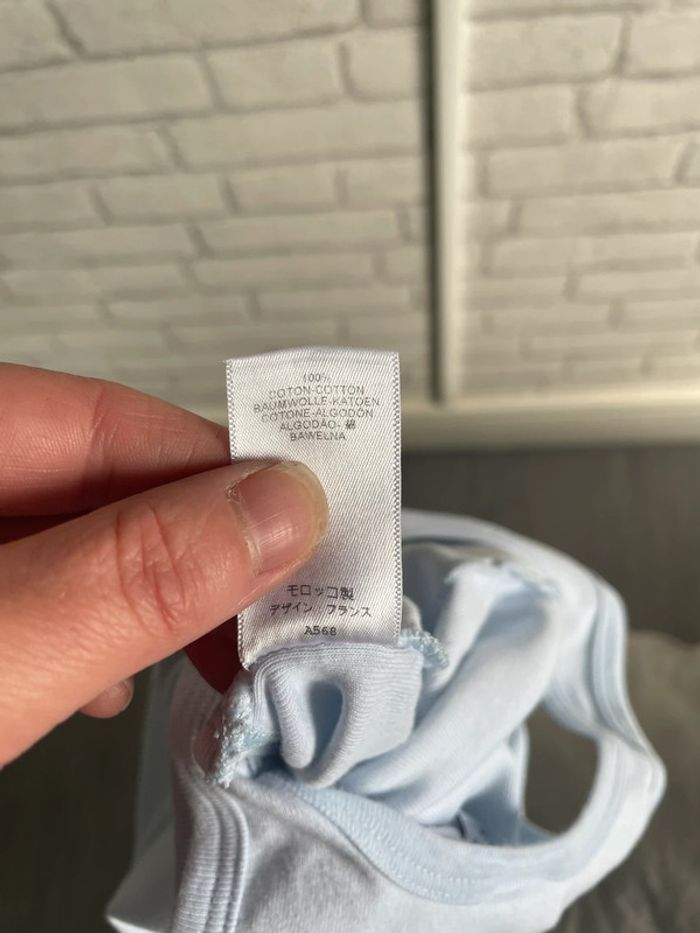 100%
COTON-COTTON
BAUMWOLLE-KATOEN
COTONE-ALGODÓN
ALGODÃO- 綿
BAWEŁNA
モロッコ製
デザイン フランス
A568